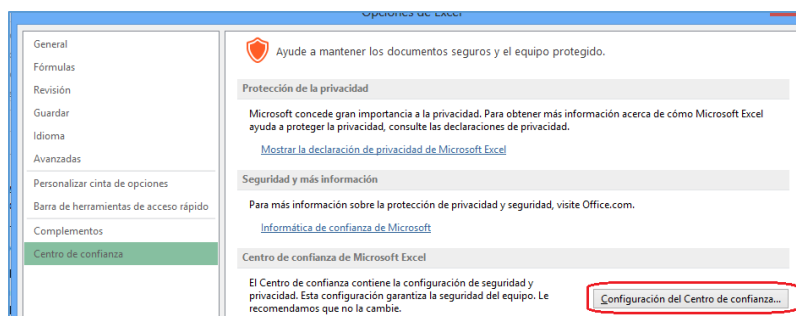 Opciones de Excel
General
Fórmulas
Revisión
Guardar
Idioma
Avanzadas
Personalizar cinta de opciones
Barra de herramientas de acceso rápido
Complementos
Centro de confianza
Ayude a mantener los documentos seguros y el equipo protegido.
Protección de la privacidad
Microsoft concede gran importancia a la privacidad. Para obtener más información acerca de cómo Microsoft Excel
ayuda a proteger la privacidad, consulte las declaraciones de privacidad.
Mostrar la declaración de privacidad de Microsoft Excel
Seguridad y más información
Para más información sobre la protección de privacidad y seguridad, visite Office.com.
Informática de confianza de Microsoft
Centro de confianza de Microsoft Excel
El Centro de confianza contiene la configuración de seguridad y
privacidad. Esta configuración garantiza la seguridad del equipo. Le
recomendamos que no la cambie.
Configuración del Centro de confianza...